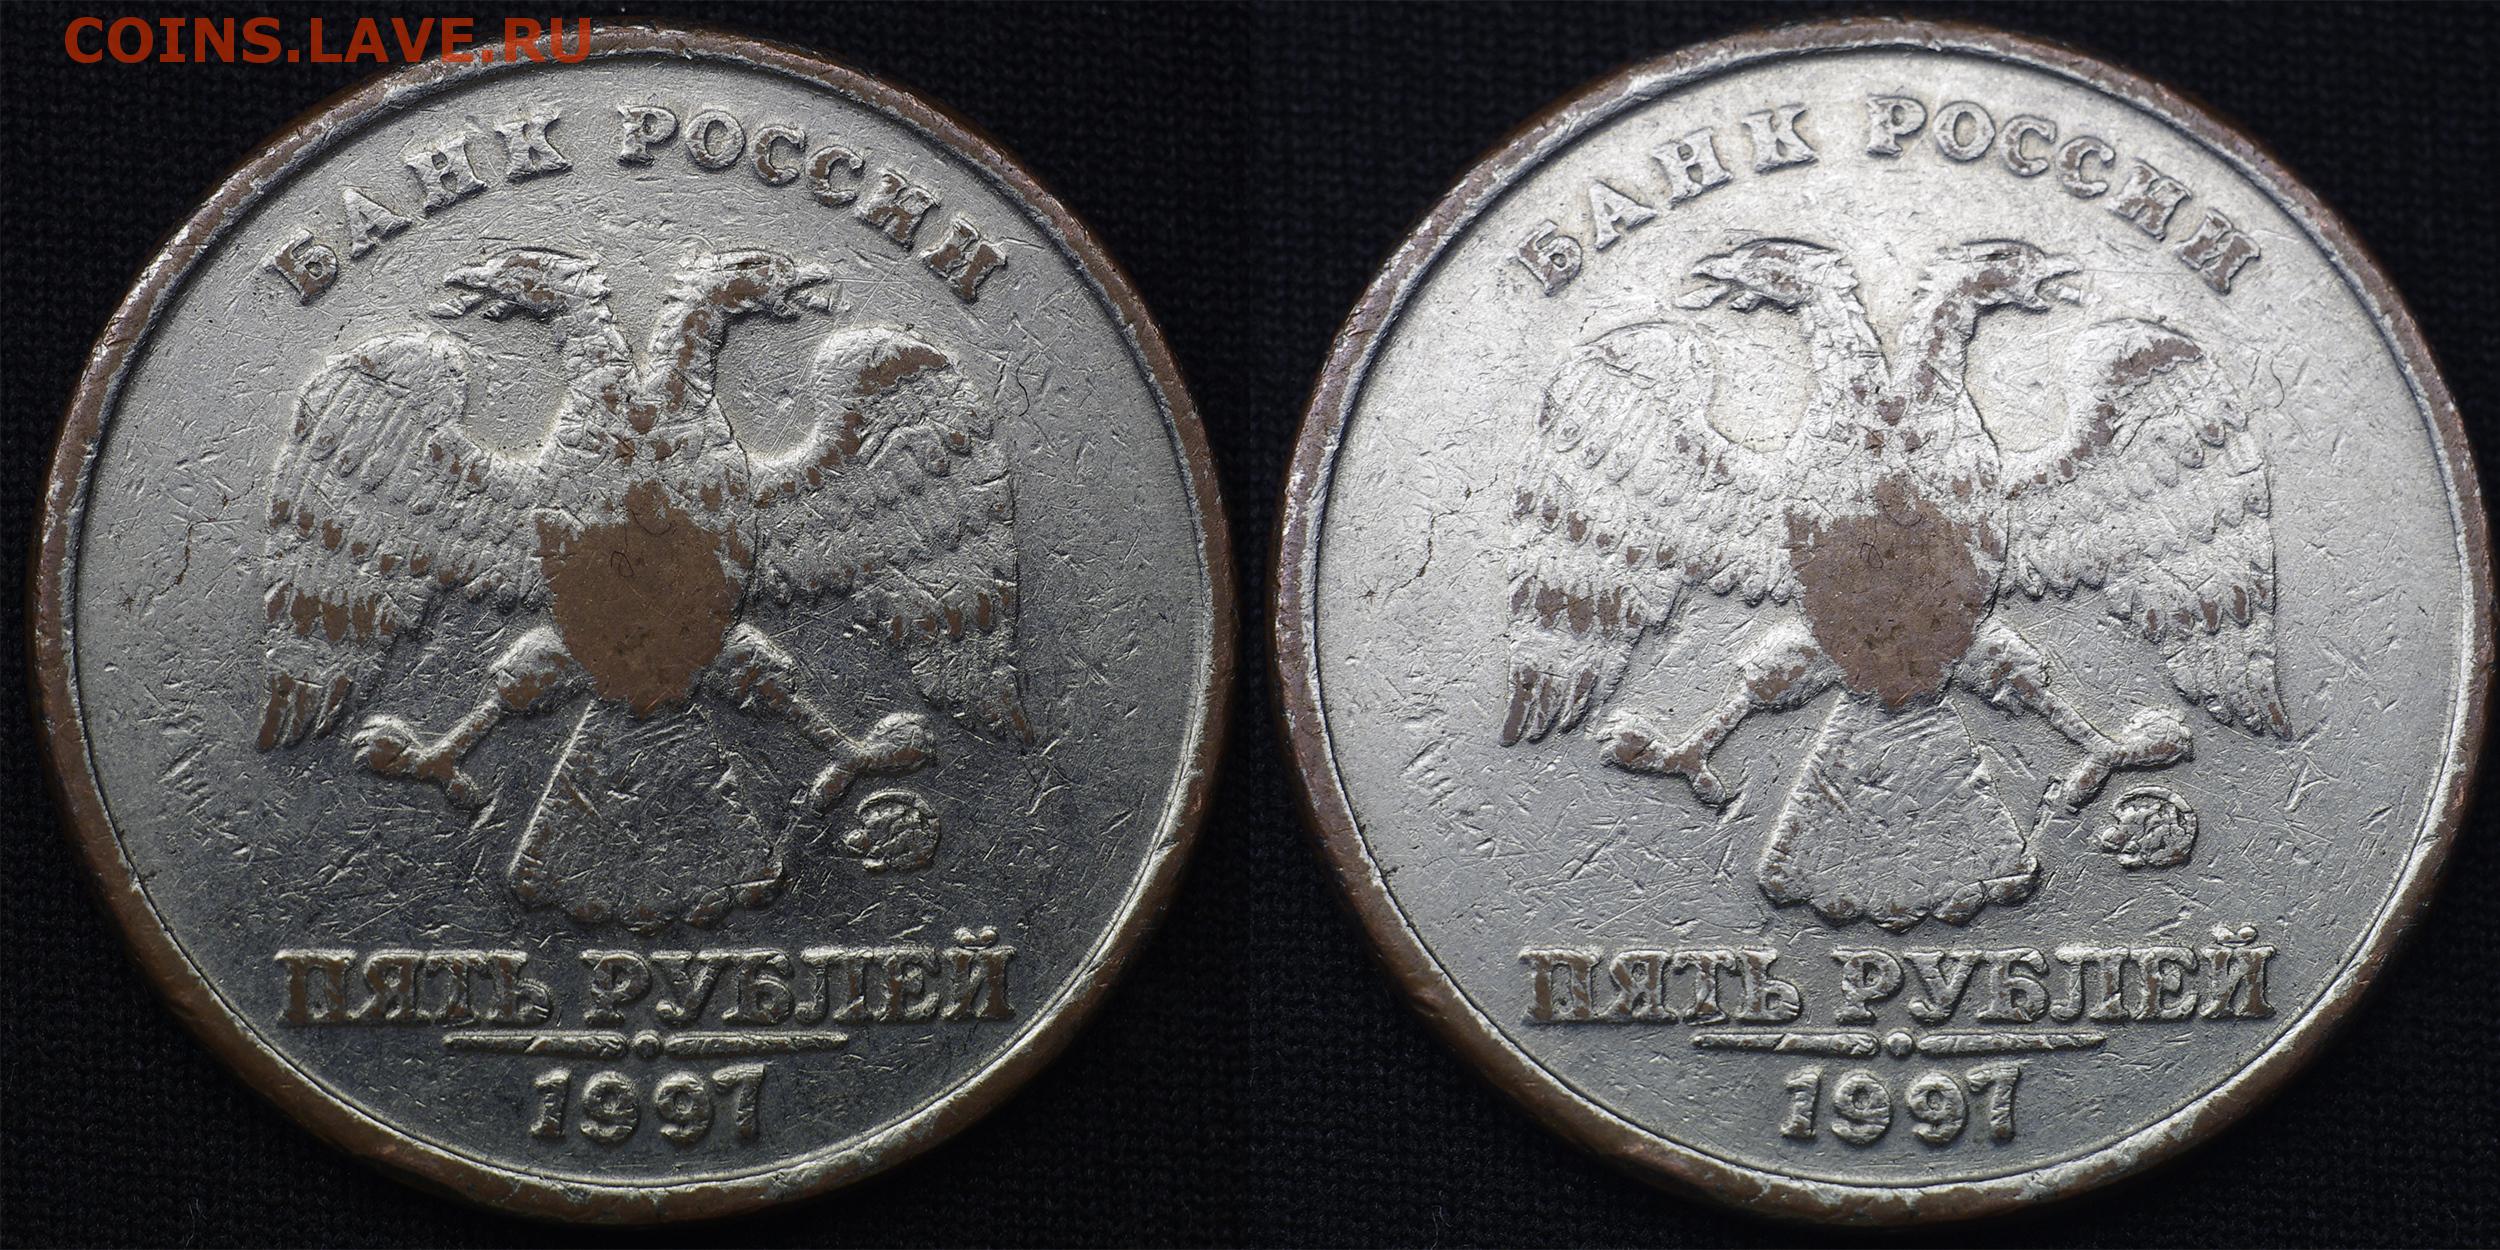 COINS.LAVE.RU
БАНК РОССИИ
ПЯТЬ РУБЛЕЙ
1997
БАНК РОССИИ
ПЯТЬ РУБЛЕЙ
1997